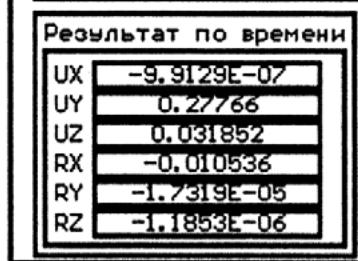 Результат по времени
UX -9.9129E-07
UY 0.27766
UZ 0.031852
RX -0.010536
RY -1.7319E-05
RZ -1.1853E-06